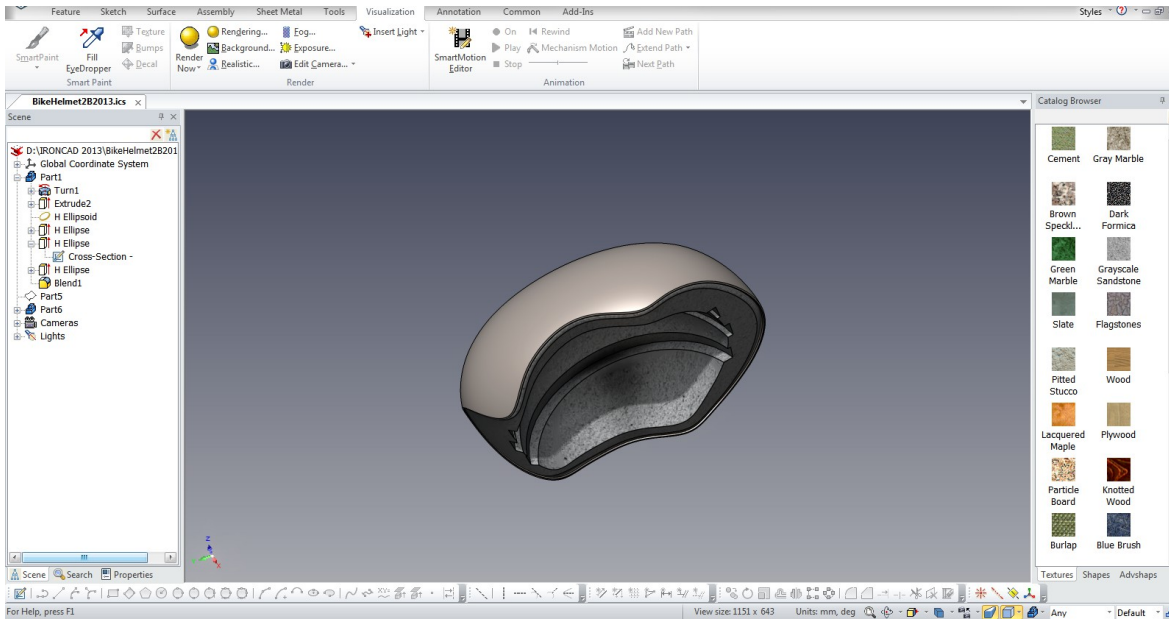 Feature Sketch Surface Assembly Sheet Metal Tools Visualization Annotation Common Add-Ins Styles
SmartPaint
Fill EyeDropper
Texture
Bumps
Decal
Smart Paint
Render Now
Rendering...
Background...
Realistic...
Fog...
Exposure...
Edit Camera...
Insert Light
Render
SmartMotion Editor
On
Play
Stop
Rewind
Mechanism Motion
Add New Path
Extend Path
Next Path
Animation
BikeHelmet2B2013.ics
Scene
D:\IRONCAD 2013\BikeHelmet2B201
Global Coordinate System
Part1
Turn1
Extrude2
H Ellipsoid
H Ellipse
H Ellipse
Cross-Section -
H Ellipse
Blend1
Part5
Part6
Cameras
Lights
Scene Search Properties
Z
Catalog Browser
Cement Gray Marble
Brown Speckl...
Dark Formica
Green Marble
Grayscale Sandstone
Slate Flagstones
Pitted Stucco
Wood
Lacquered Maple
Plywood
Particle Board
Knotted Wood
Burlap Blue Brush
Textures Shapes Advshaps
For Help, press F1
View size:1151 x 643 Units: mm, deg Any Default